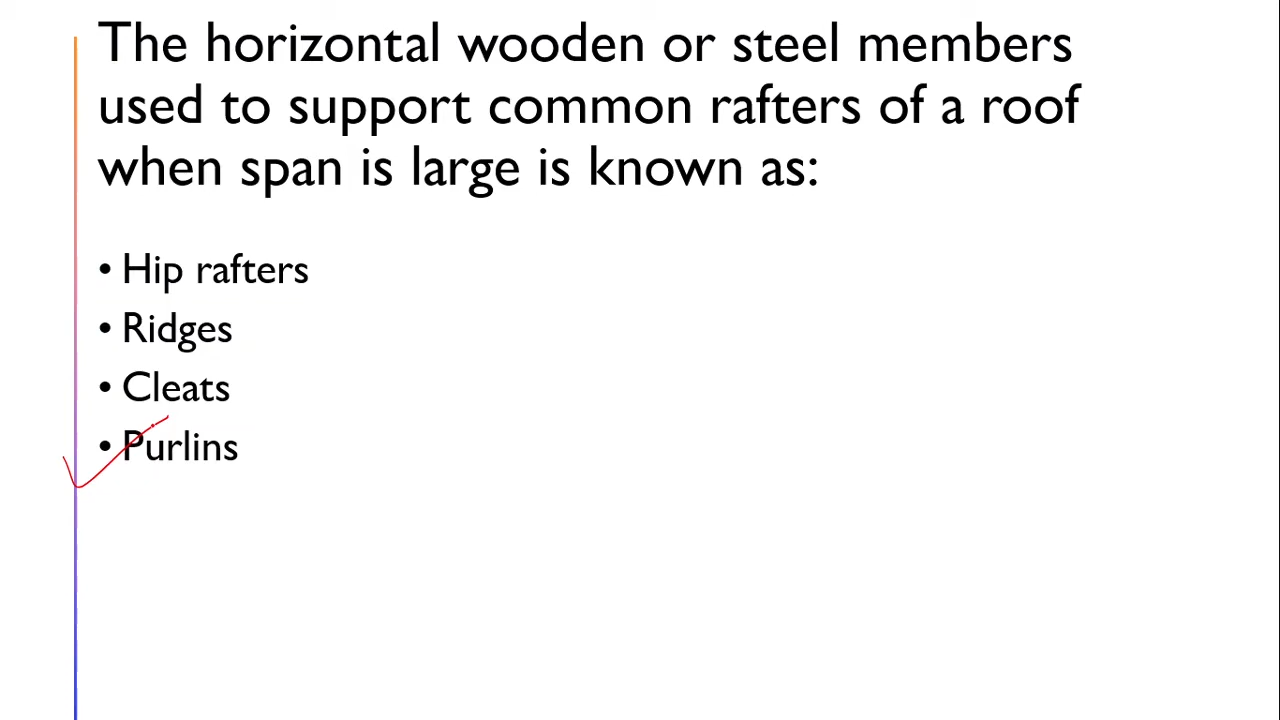 The horizontal wooden or steel members
used to support common rafters of a roof
when span is large is known as:
• Hip rafters
• Ridges
• Cleats
• Purlins